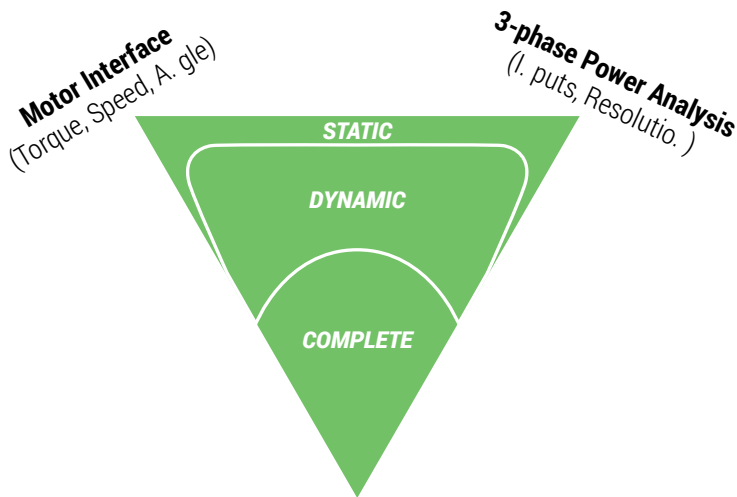 Motor Interface
(Torque, Speed, A. gle)
3-phase Power Analysis
(I. puts, Resolutio. )
STATIC
DYNAMIC
COMPLETE